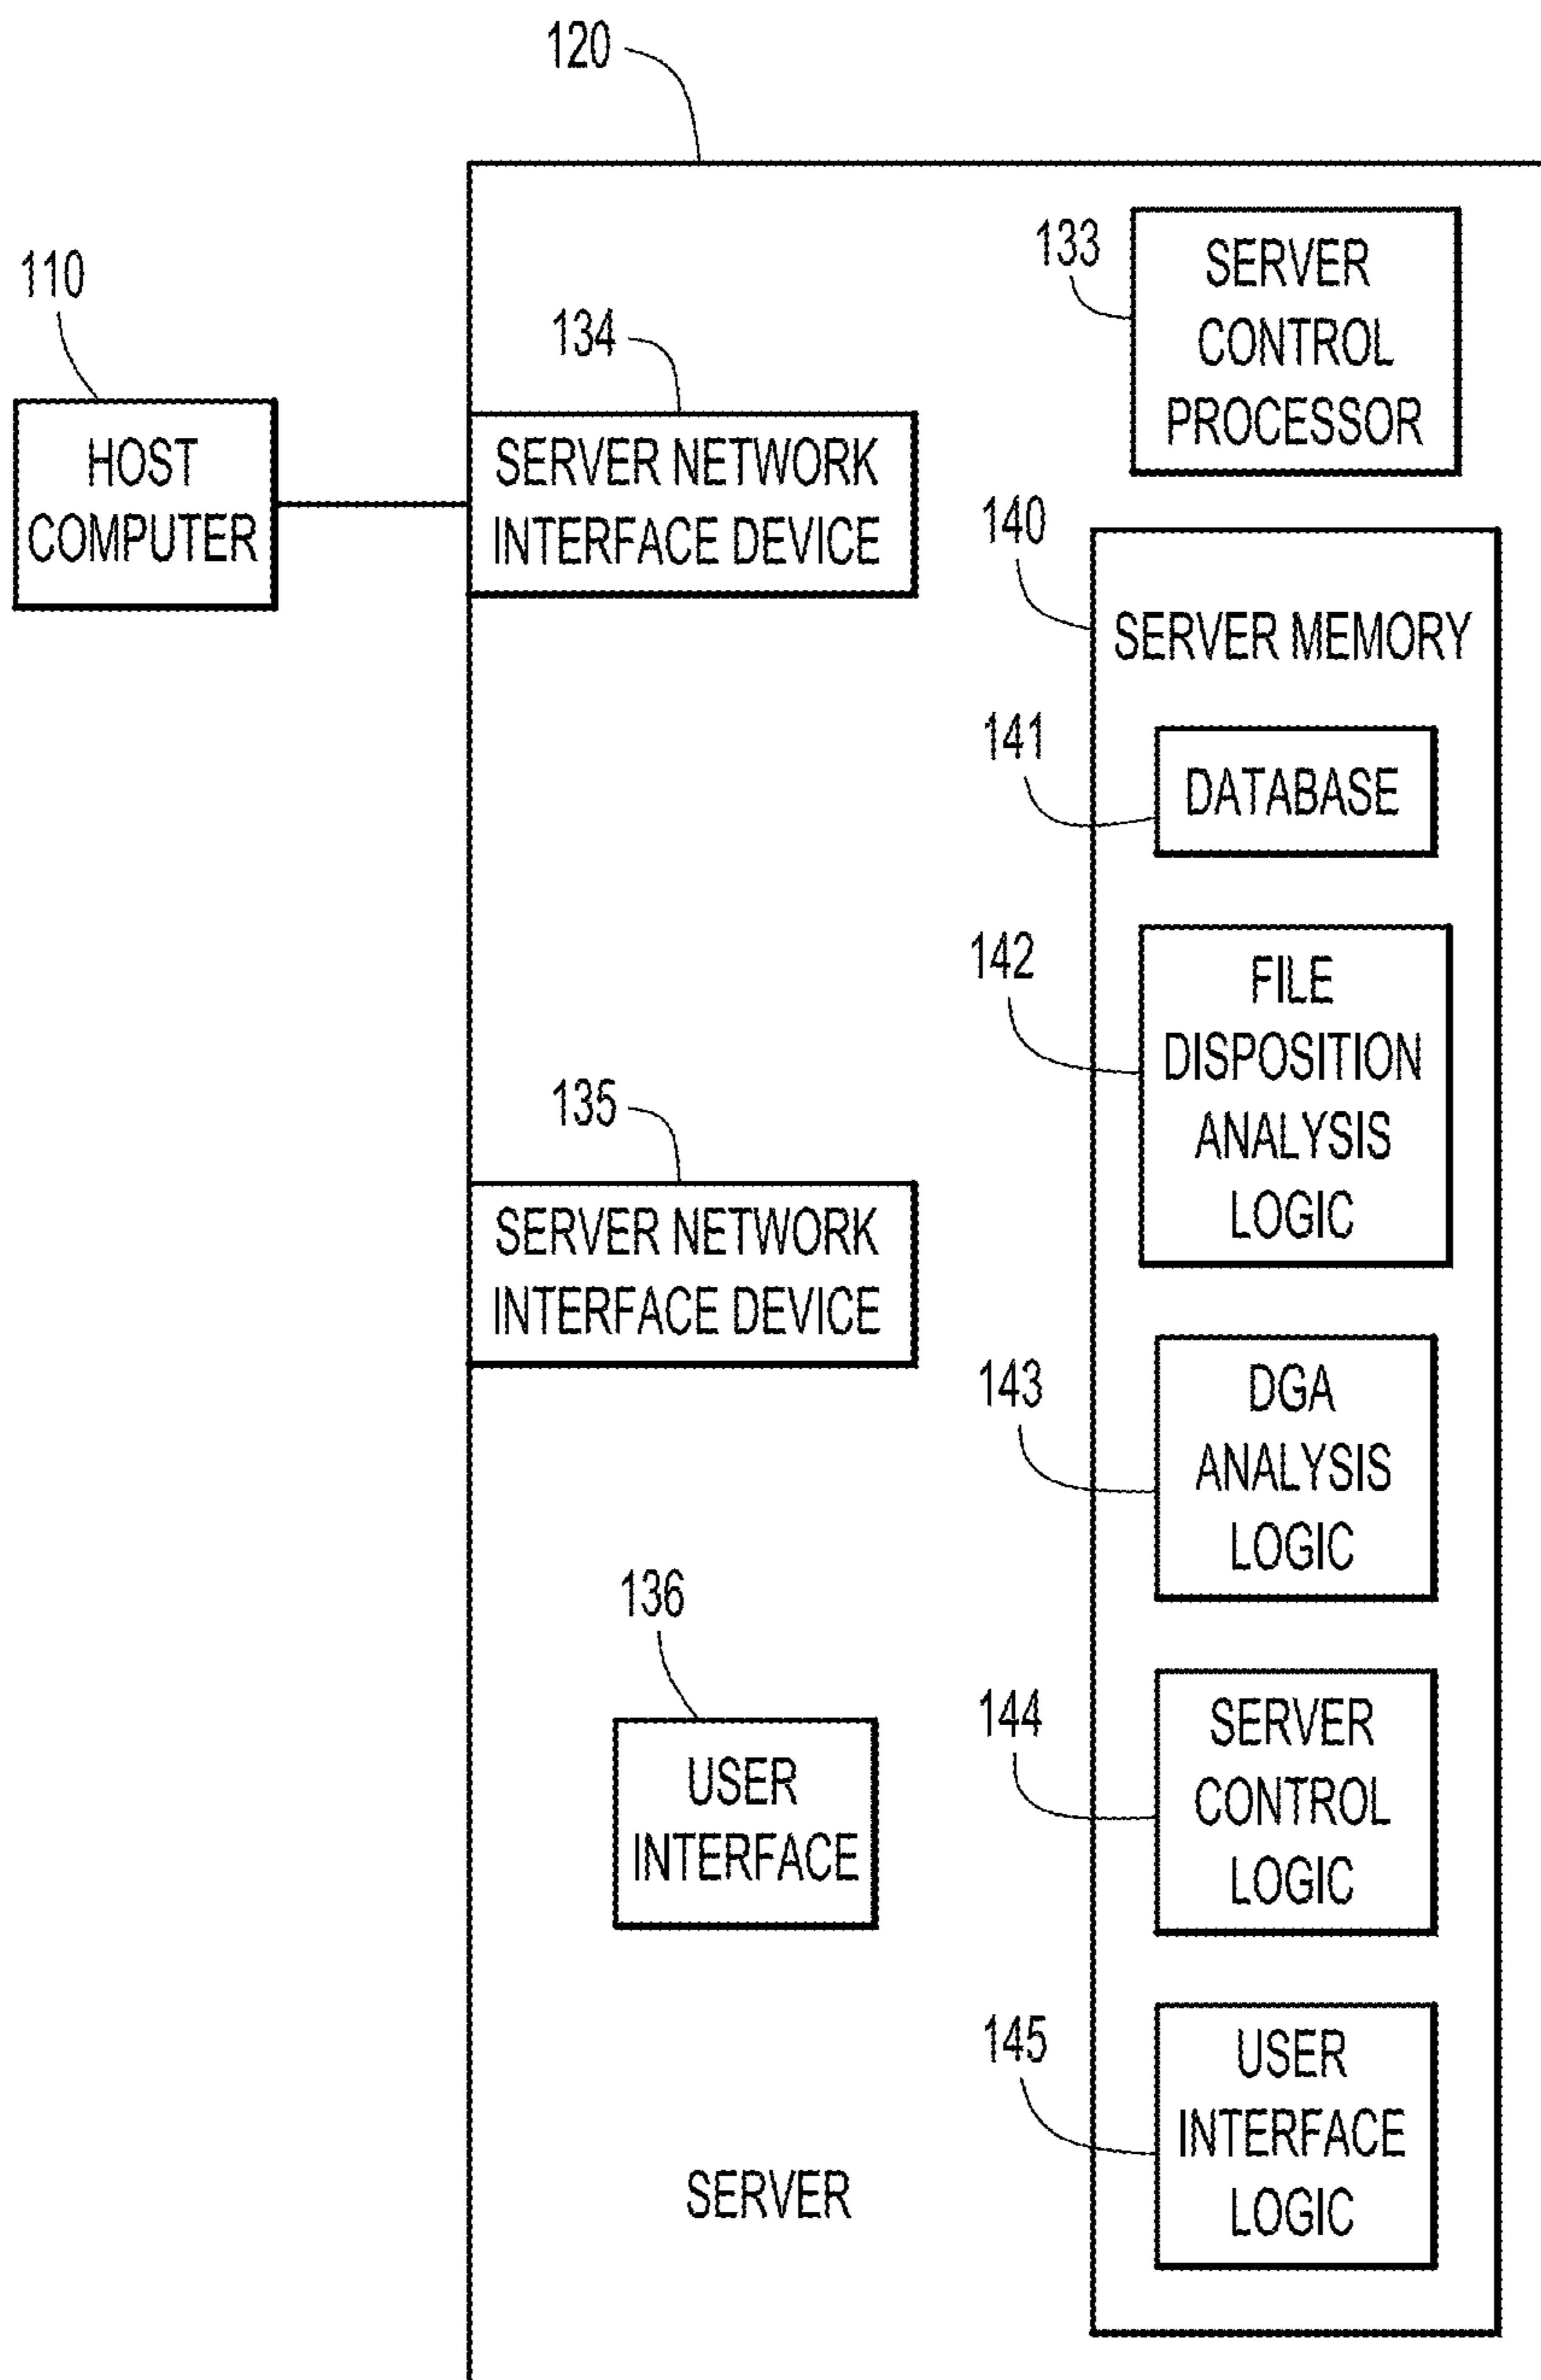 120
110
HOST
COMPUTER
134
SERVER NETWORK
INTERFACE DEVICE
133
SERVER
CONTROL
PROCESSOR
140
SERVER MEMORY
141
DATABASE
142
FILE
DISPOSITION
ANALYSIS
LOGIC
135
SERVER NETWORK
INTERFACE DEVICE
143
DGA
ANALYSIS
LOGIC
136
USER
INTERFACE
144
SERVER
CONTROL
LOGIC
145
USER
INTERFACE
LOGIC
SERVER